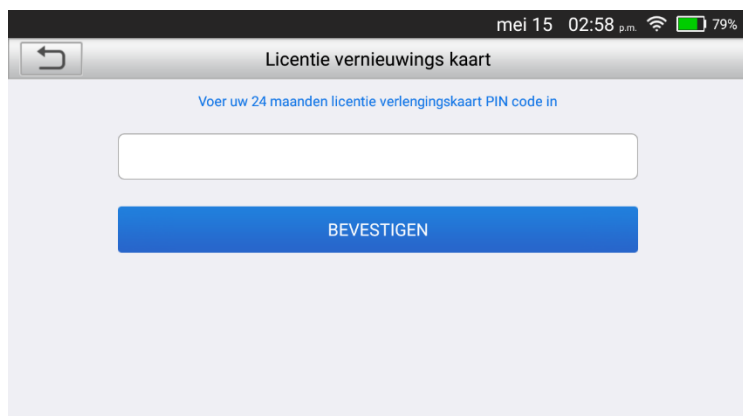 mei 15 02:58 p.m. 79%
Licentie vernieuwings kaart
Voer uw 24 maanden licentie verlengingskaart PIN code in
BEVESTIGEN